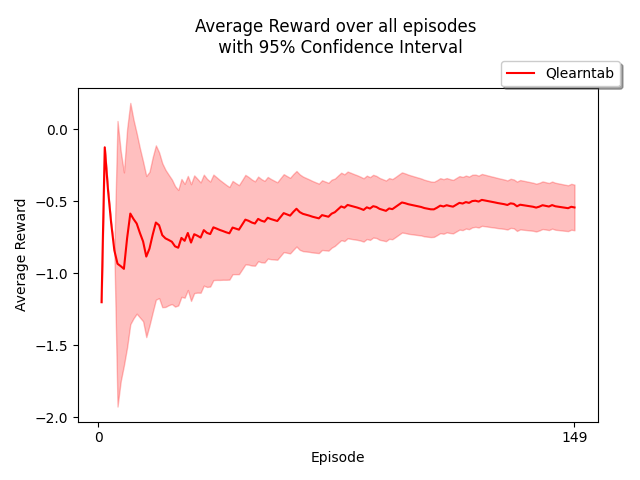 Average Reward over all episodes
with 95% Confidence Interval
Qlearntab
Average Reward
0.0
−0.5
−1.0
−1.5
−2.0
0
149
Episode